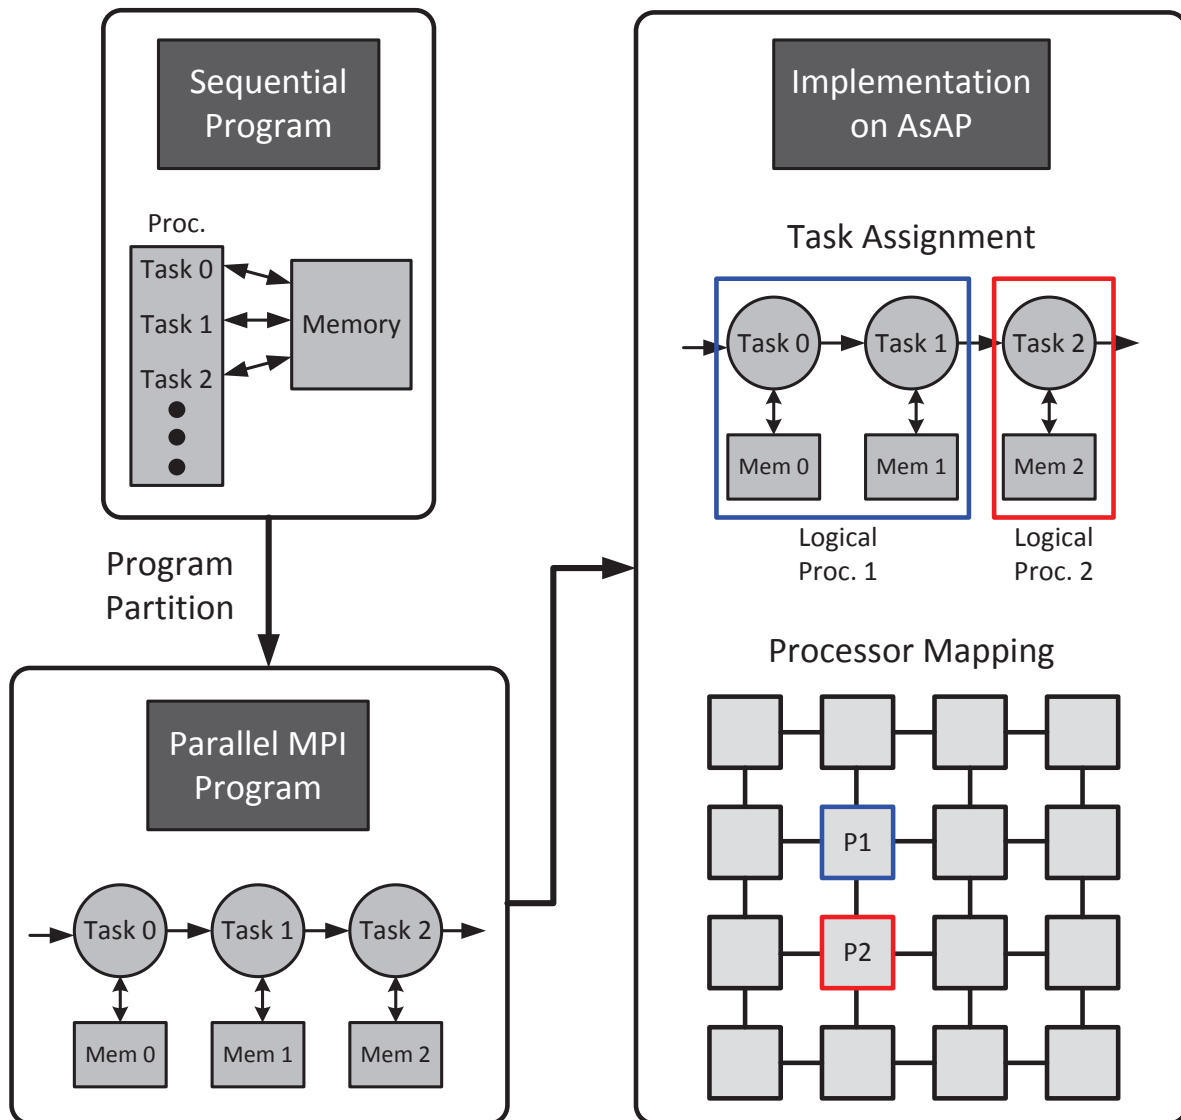 Sequential
Program
Proc.
Task 0
Task 1
Task 2
Memory
Program
Partition
Parallel MPI
Program
Task 0
Task 1
Task 2
Mem 0
Mem 1
Mem 2
Implementation
on AsAP
Task Assignment
Task 0
Task 1
Task 2
Mem 0
Mem 1
Mem 2
Logical
Proc. 1
Logical
Proc. 2
Processor Mapping
P1
P2